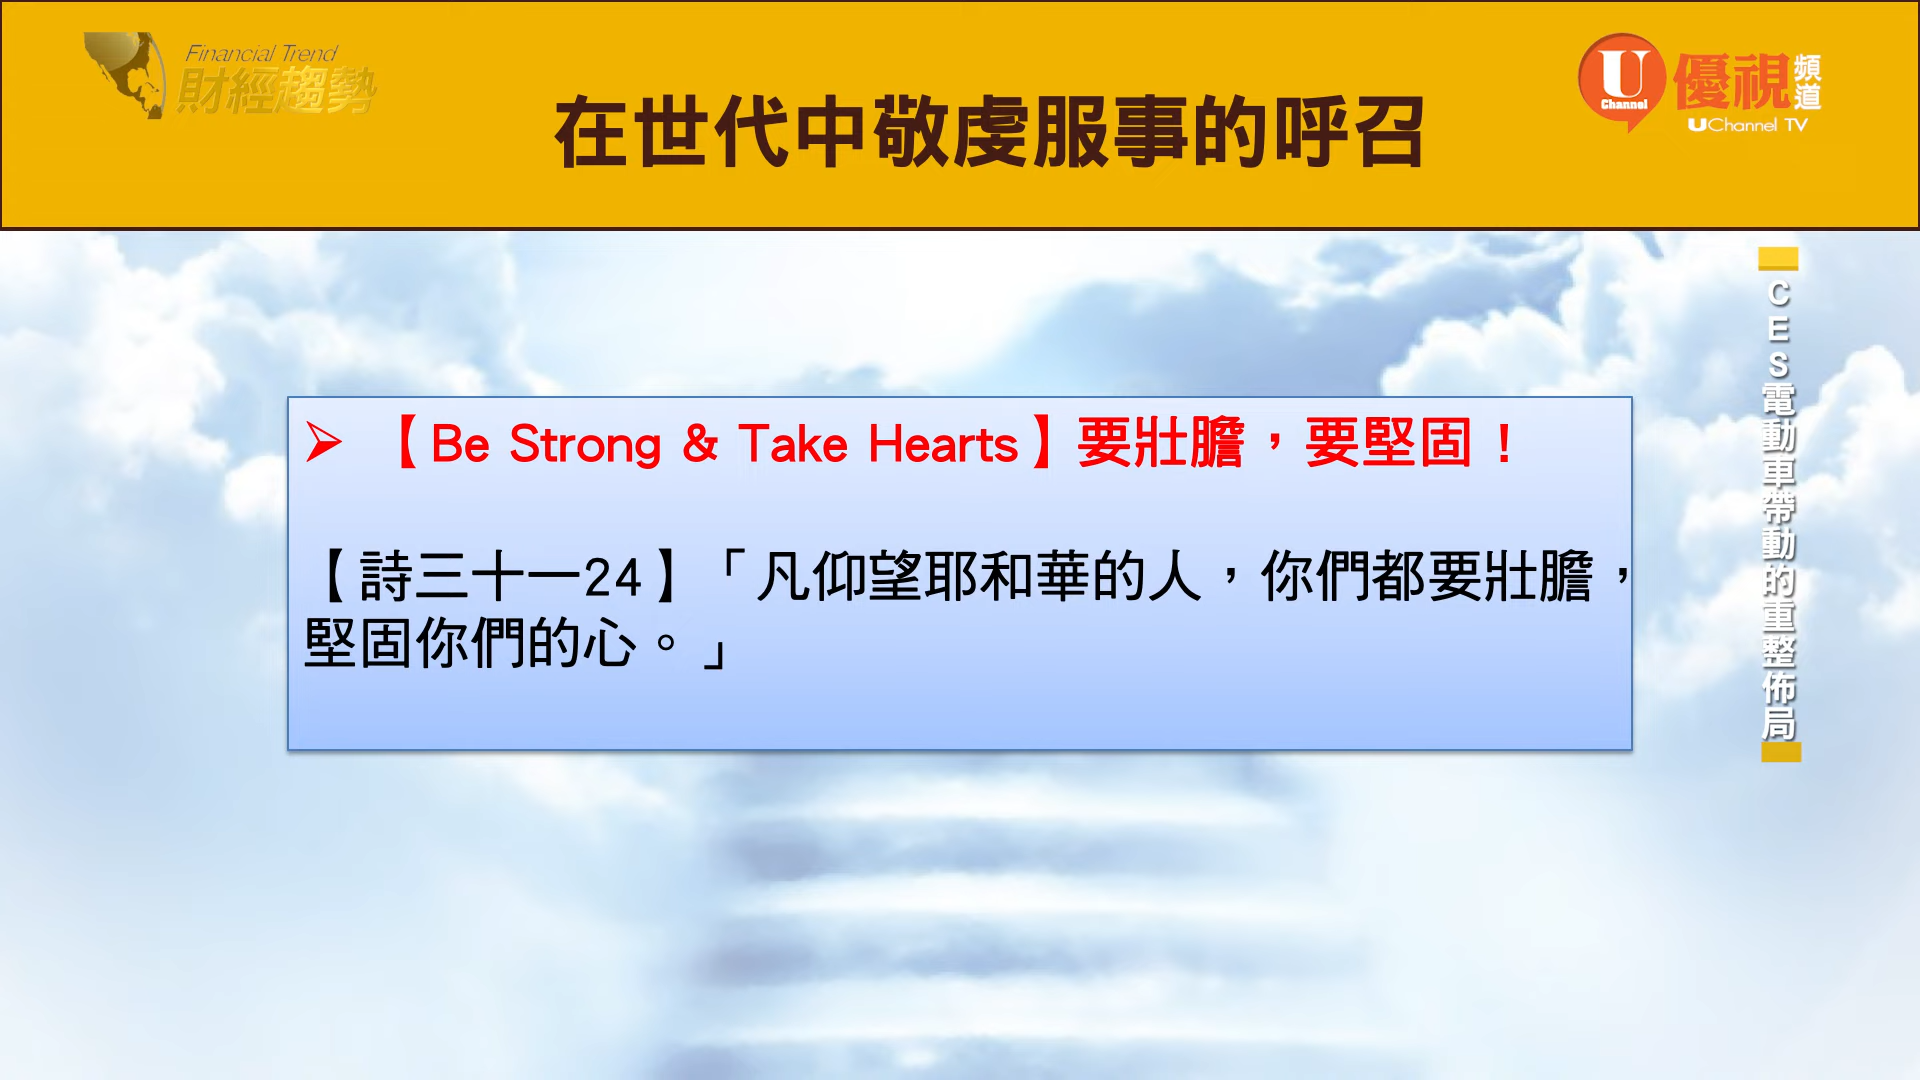 Financial Trend
財經趨勢
在世代中敬虔服事的呼召
U
Channel
優視頻道
UChannel TV
➢ 【Be Strong & Take Hearts】要壯膽，要堅固！
【詩三十一24】「凡仰望耶和華的人，你們都要壯膽，
堅固你們的心。」
CES電動車帶動的重整佈局